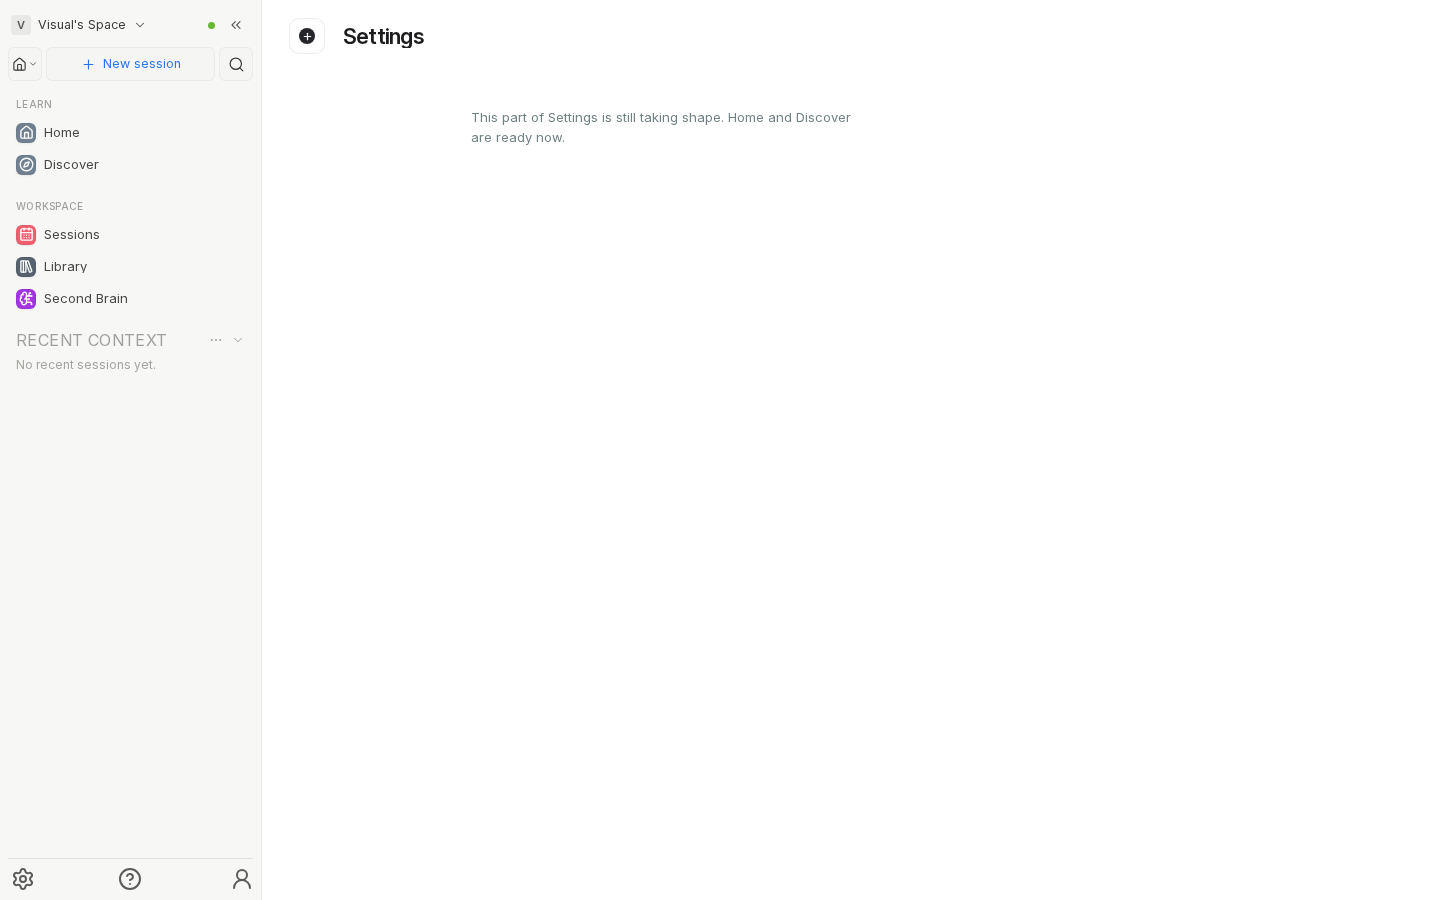 V Visual's Space
New session
LEARN
Home
Discover
WORKSPACE
Sessions
Library
Second Brain
RECENT CONTEXT
No recent sessions yet.
Settings
This part of Settings is still taking shape. Home and Discover
are ready now.